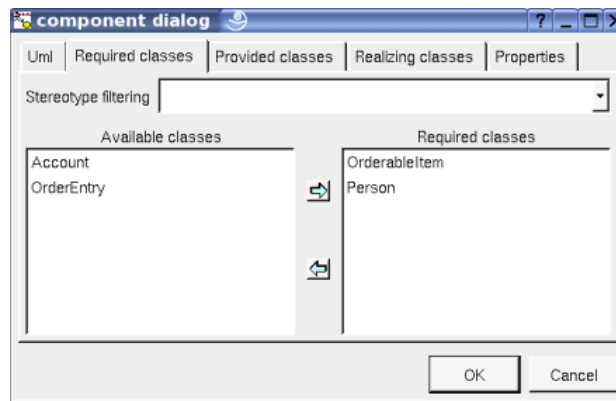 component dialog
Uml Required classes Provided classes Realizing classes Properties
Stereotype filtering
Available classes Required classes
Account OrderableItem
OrderEntry Person
OK Cancel